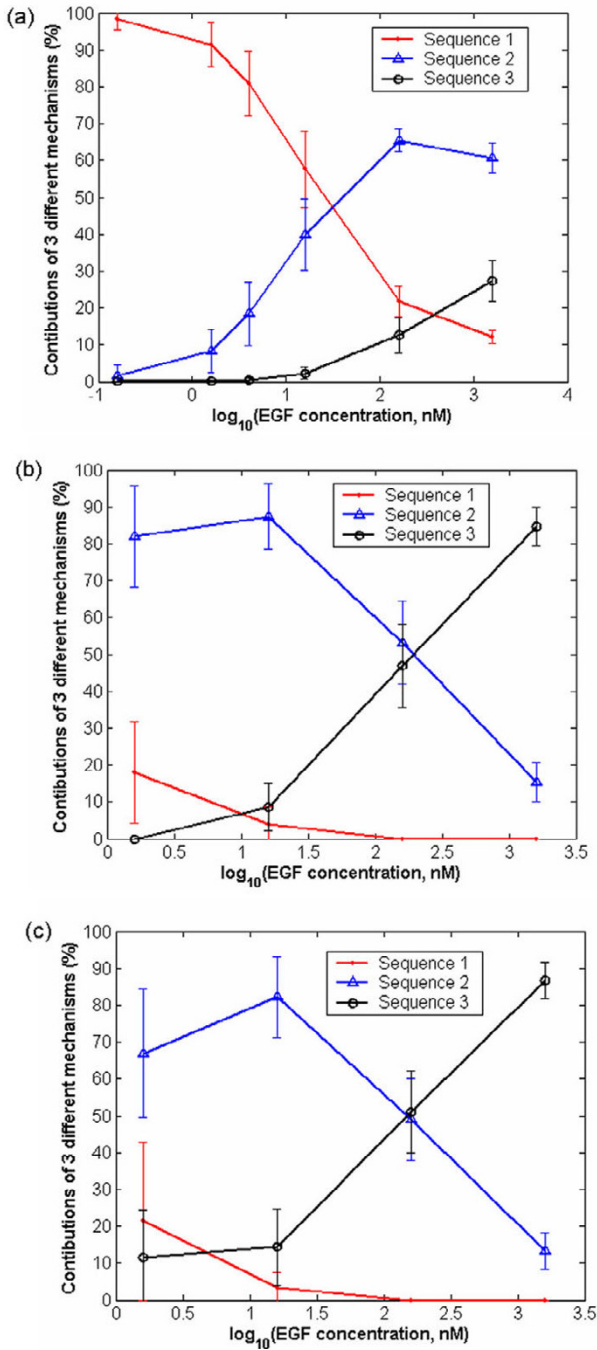 (a)
100
90
80
70
60
50
40
30
20
10
0
Contibutions of 3 different mechanisms (%)
Sequence 1
Sequence 2
Sequence 3
-1 0 1 2 3 4
log10(EGF concentration, nM)
(b)
100
90
80
70
60
50
40
30
20
10
0
Contibutions of 3 different mechanisms (%)
Sequence 1
Sequence 2
Sequence 3
0 0.5 1 1.5 2 2.5 3 3.5
log10(EGF concentration, nM)
(c)
100
90
80
70
60
50
40
30
20
10
0
Contibutions of 3 different mechanisms (%)
Sequence 1
Sequence 2
Sequence 3
0 0.5 1 1.5 2 2.5 3 3.5
log10(EGF concentration, nM)